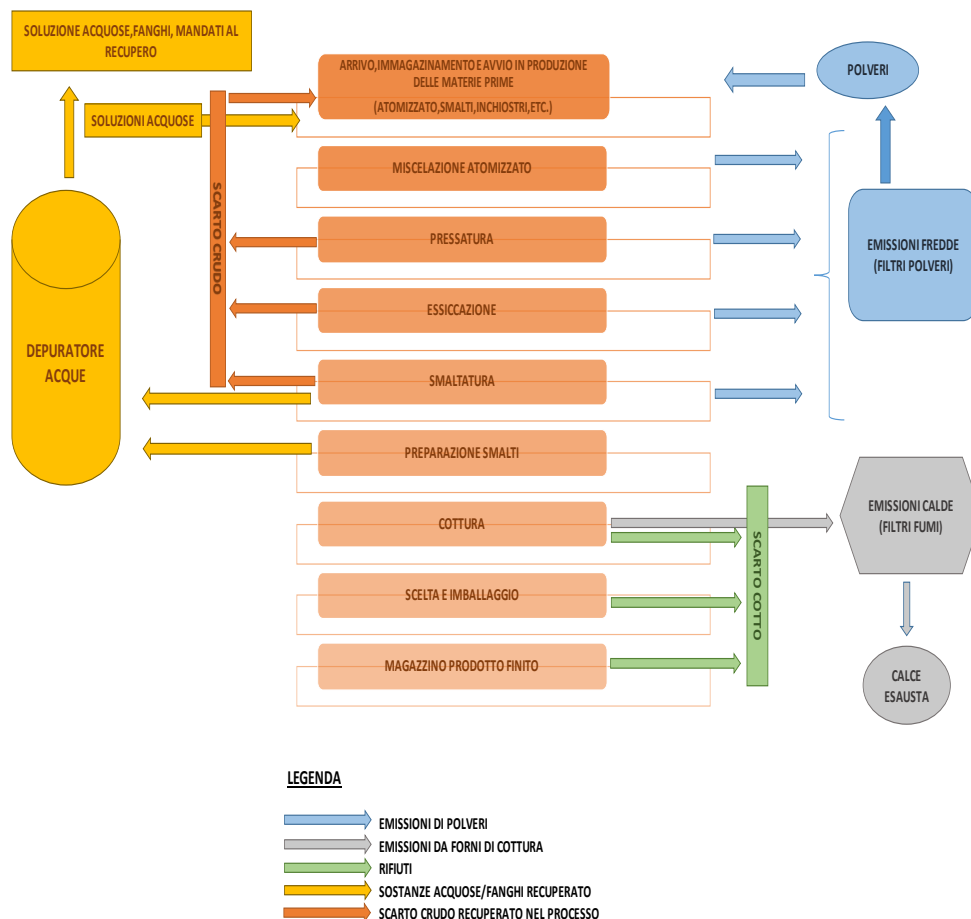 SOLUZIONE ACQUOSE,FANGHI, MANDATI AL
RECUPERO
ARRIVO,IMMAGAZINAMENTO E AVVIO IN PRODUZIONE
DELLE MATERIE PRIME
(ATOMIZZATO,SMALTI,INCHIOSTRI,ETC.)
POLVERI
SOLUZIONI ACQUOSE
MISCELAZIONE ATOMIZZATO
SCARTO CRUDO
PRESSATURA
EMISSIONI FREDDE
(FILTRI POLVERI)
ESSICCAZIONE
DEPURATORE
ACQUE
SMALTATURA
PREPARAZIONE SMALTI
COTTURA
EMISSIONI CALDE
(FILTRI FUMI)
SCARTO COTTO
SCELTA E IMBALLAGGIO
MAGAZZINO PRODOTTO FINITO
CALCE
ESAUSTA
LEGENDA
EMISSIONI DI POLVERI
EMISSIONI DA FORNI DI COTTURA
RIFIUTI
SOSTANZE ACQUOSE/FANGHI RECUPERATO
SCARTO CRUDO RECUPERATO NEL PROCESSO